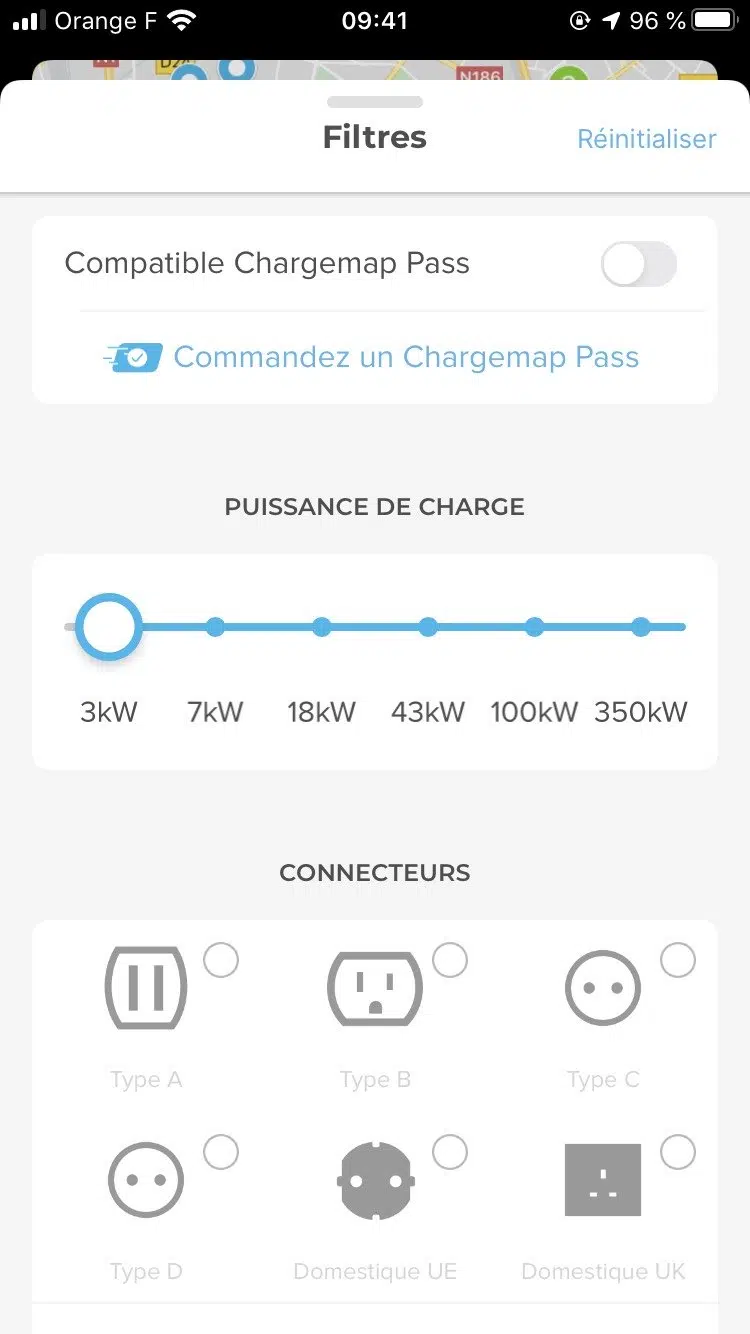 Orange F 09:41 96 %
N186
Filtres
Réinitialiser
Compatible Chargemap Pass
Commandez un Chargemap Pass
PUISSANCE DE CHARGE
3kW 7kW 18kW 43kW 100kW 350kW
CONNECTEURS
Type A Type B Type C
Type D Domestique UE Domestique UK